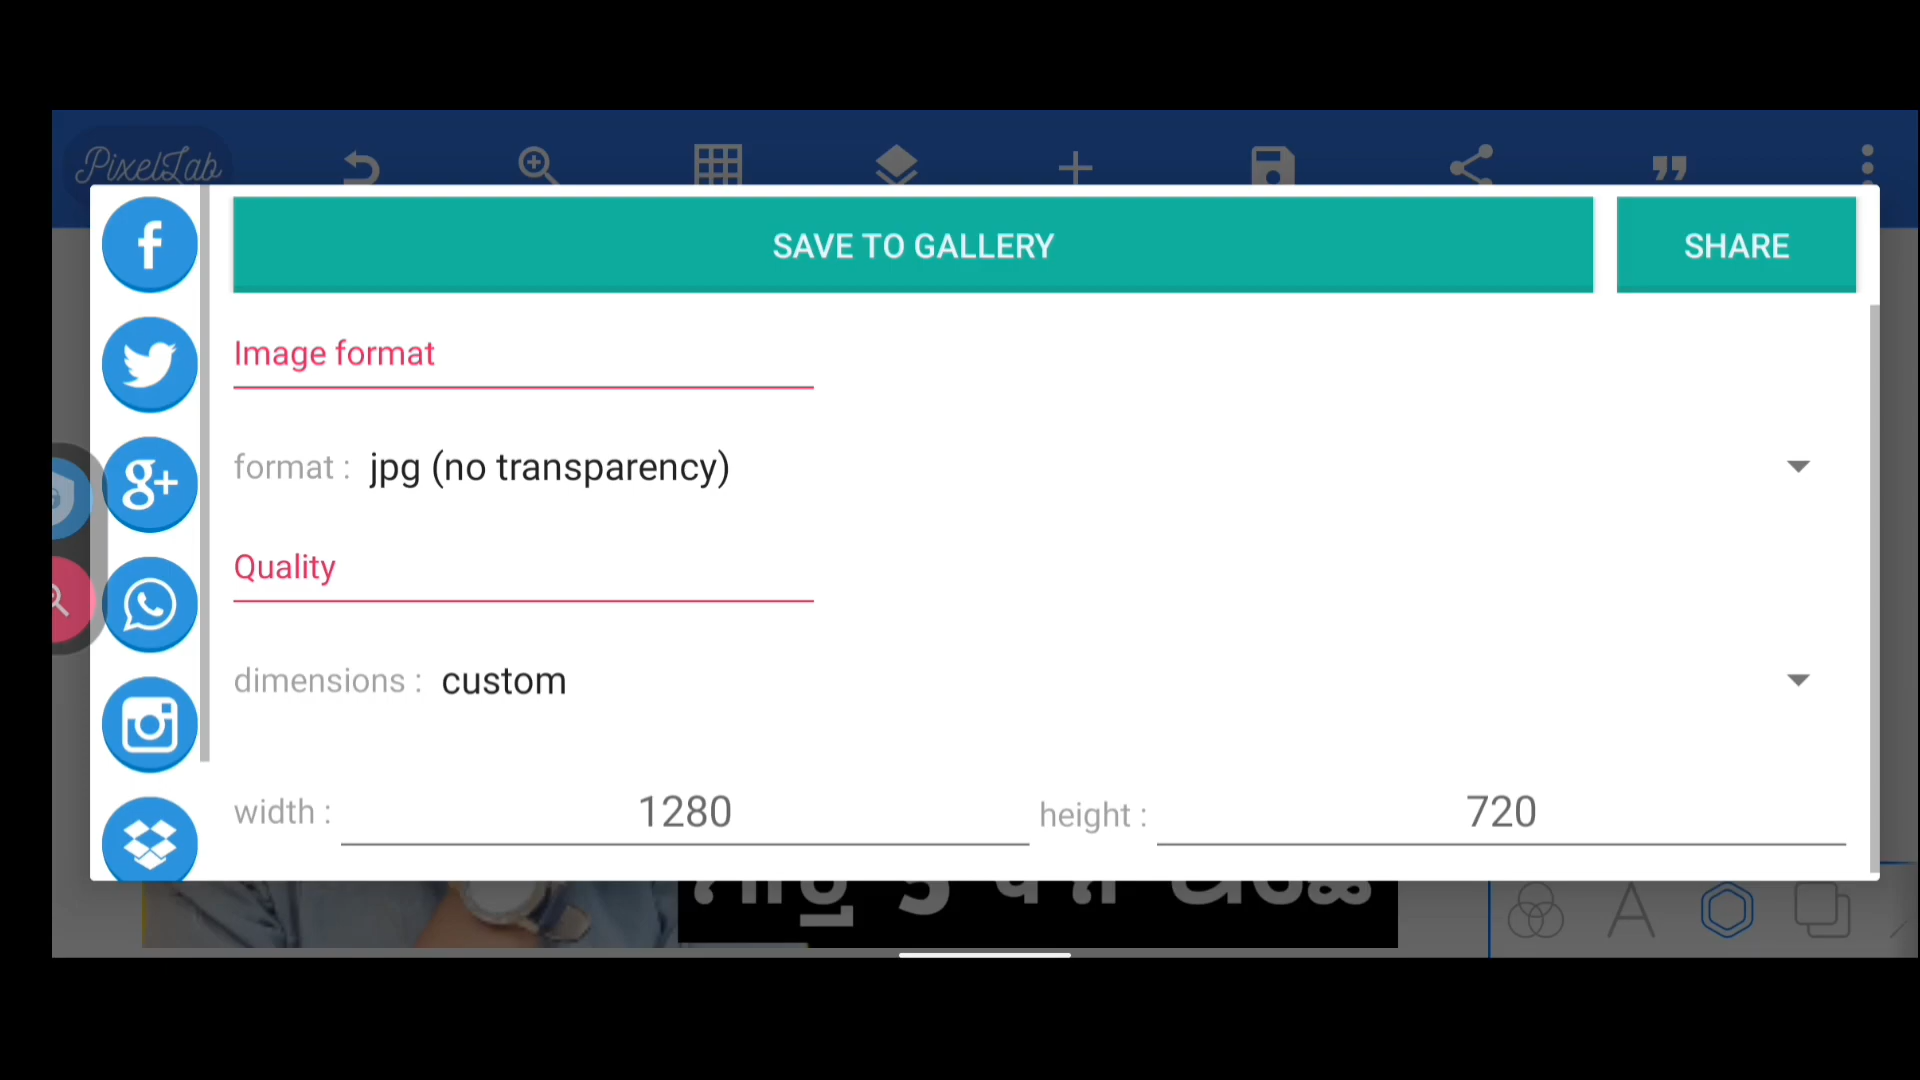 PixelLab
SAVE TO GALLERY
SHARE
Image format
format : jpg (no transparency)
Quality
dimensions : custom
width : 1280
height : 720